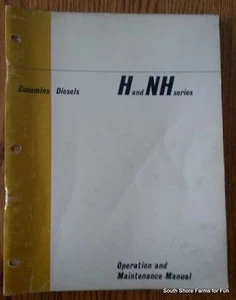 Cummins Diesels H and NH series
Operation and
Maintenance Manual
South Shore Farms for Fun